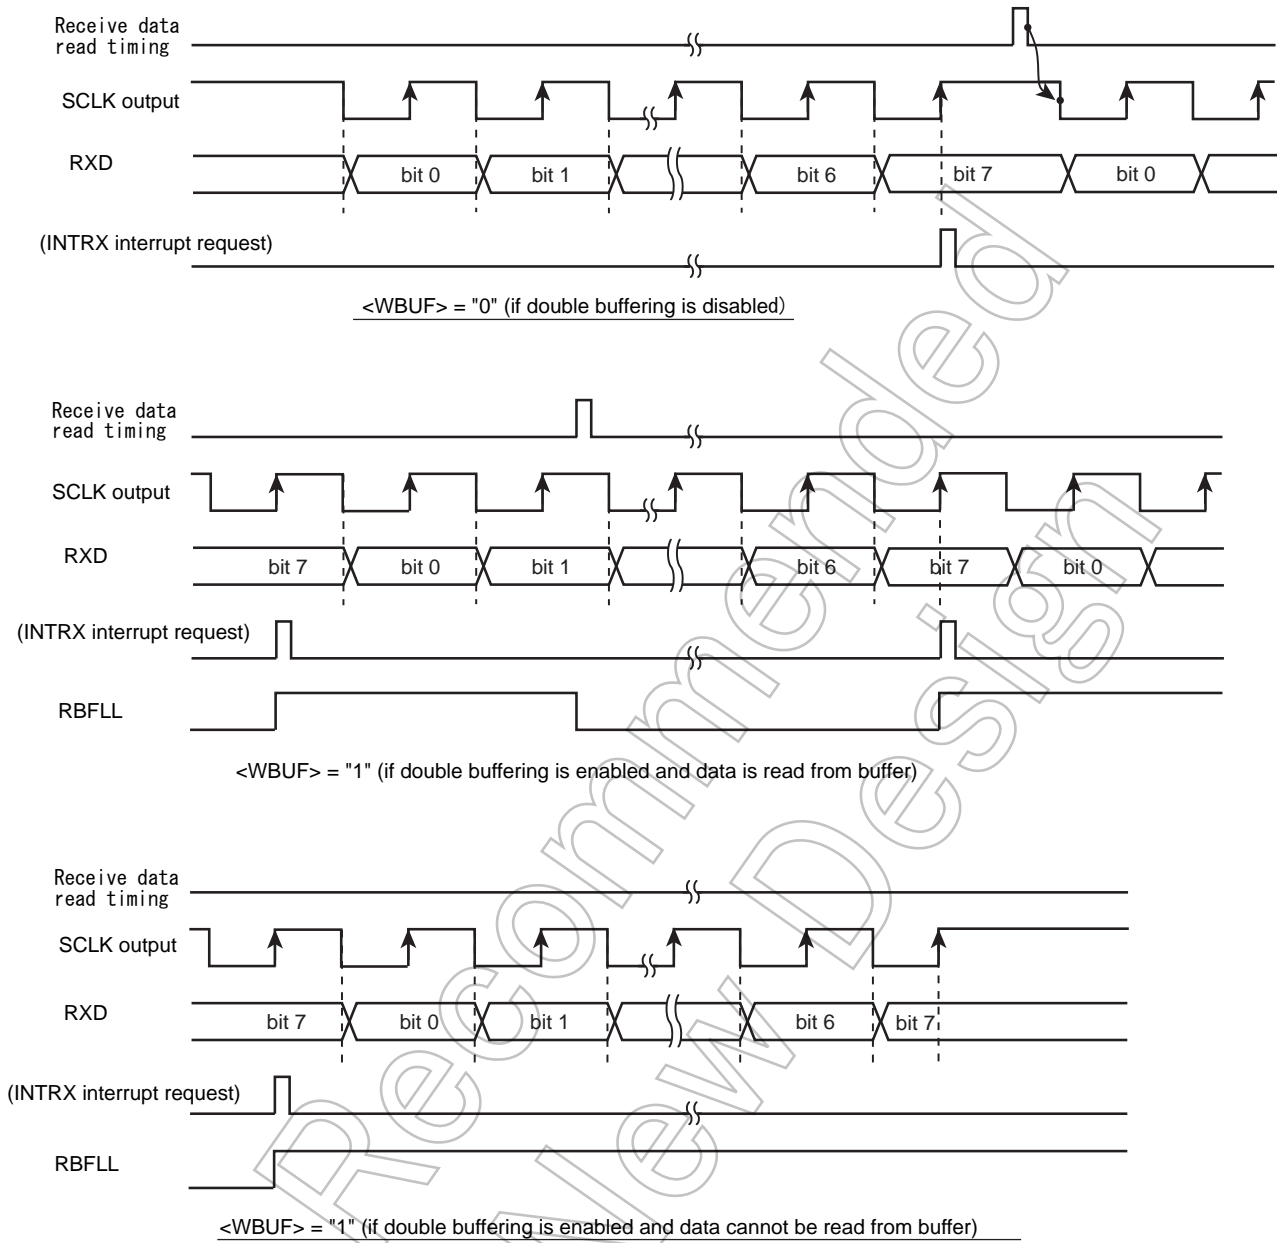 Receive data
read timing
SCLK output
RXD
bit 0 bit 1 bit 6 bit 7 bit 0
(INTRX interrupt request)
<WBUF> = "0" (if double buffering is disabled)
Receive data
read timing
SCLK output
RXD
bit 7 bit 0 bit 1 bit 6 bit 7 bit 0
(INTRX interrupt request)
RBFLL
<WBUF> = "1" (if double buffering is enabled and data is read from buffer)
Receive data
read timing
SCLK output
RXD
bit 7 bit 0 bit 1 bit 6 bit 7
(INTRX interrupt request)
RBFLL
<WBUF> = "1" (if double buffering is enabled and data cannot be read from buffer)
Recommended
New Design